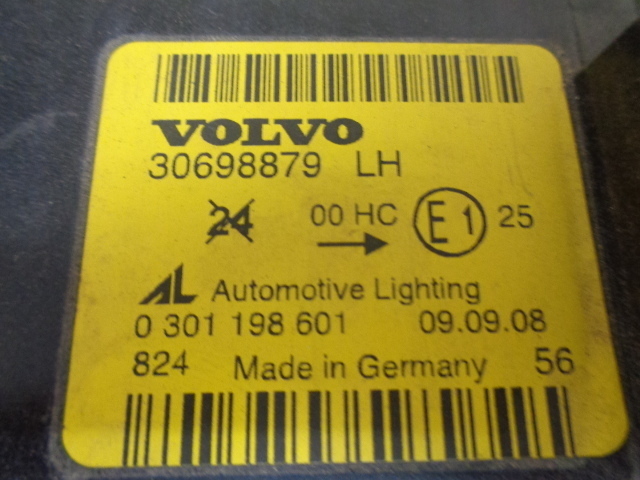 VOLVO
30698879 LH
24 00 HC E1 25
AL Automotive Lighting
0 301 198 601 09.09.08
824 Made in Germany 56